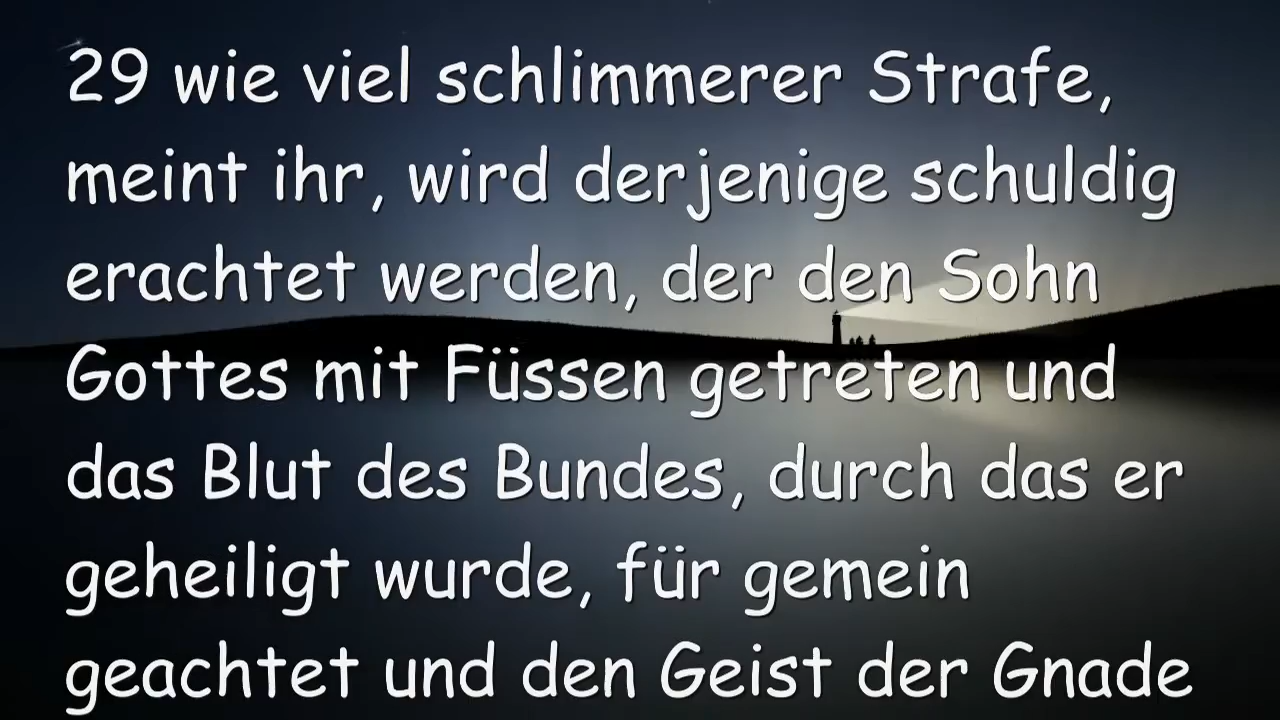 29 wie viel schlimmerer Strafe,
meint ihr, wird derjenige schuldig
erachtet werden, der den Sohn
Gottes mit Füssen getreten und
das Blut des Bundes, durch das er
geheiligt wurde, für gemein
geachtet und den Geist der Gnade